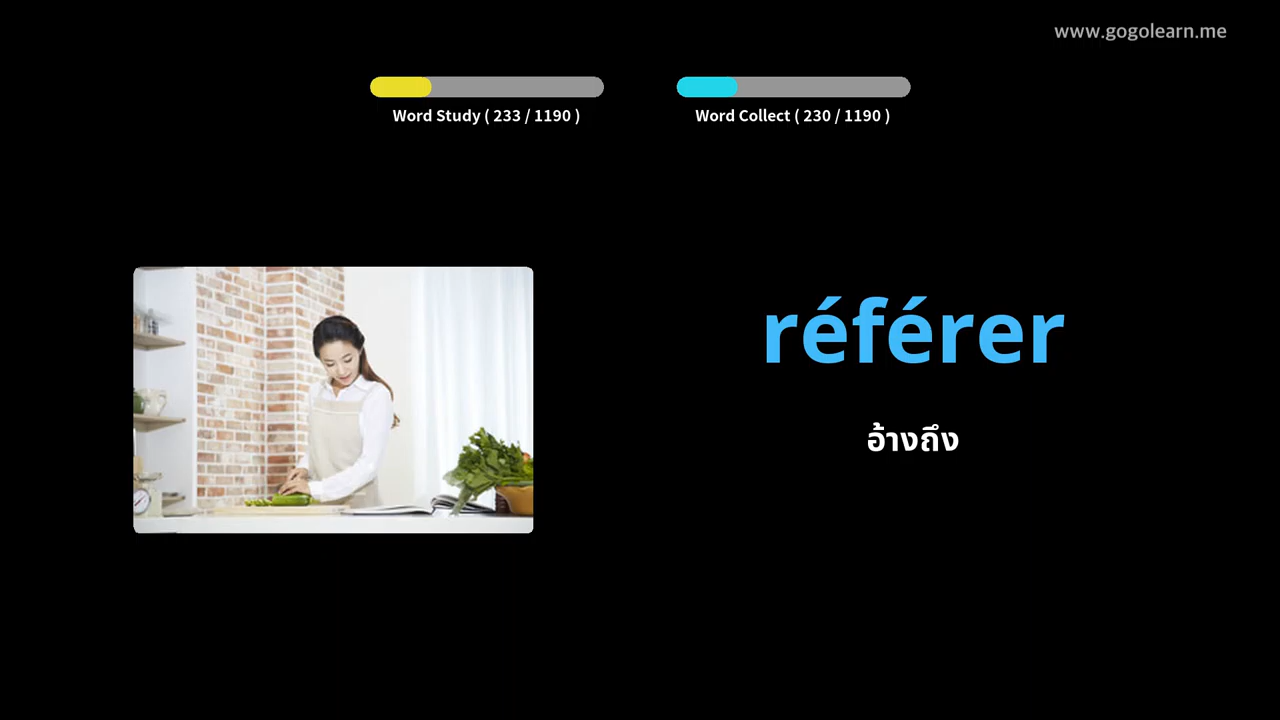 www.gogolearn.me
Word Study ( 233 / 1190 )
Word Collect ( 230 / 1190 )
référer
อ้างถึง